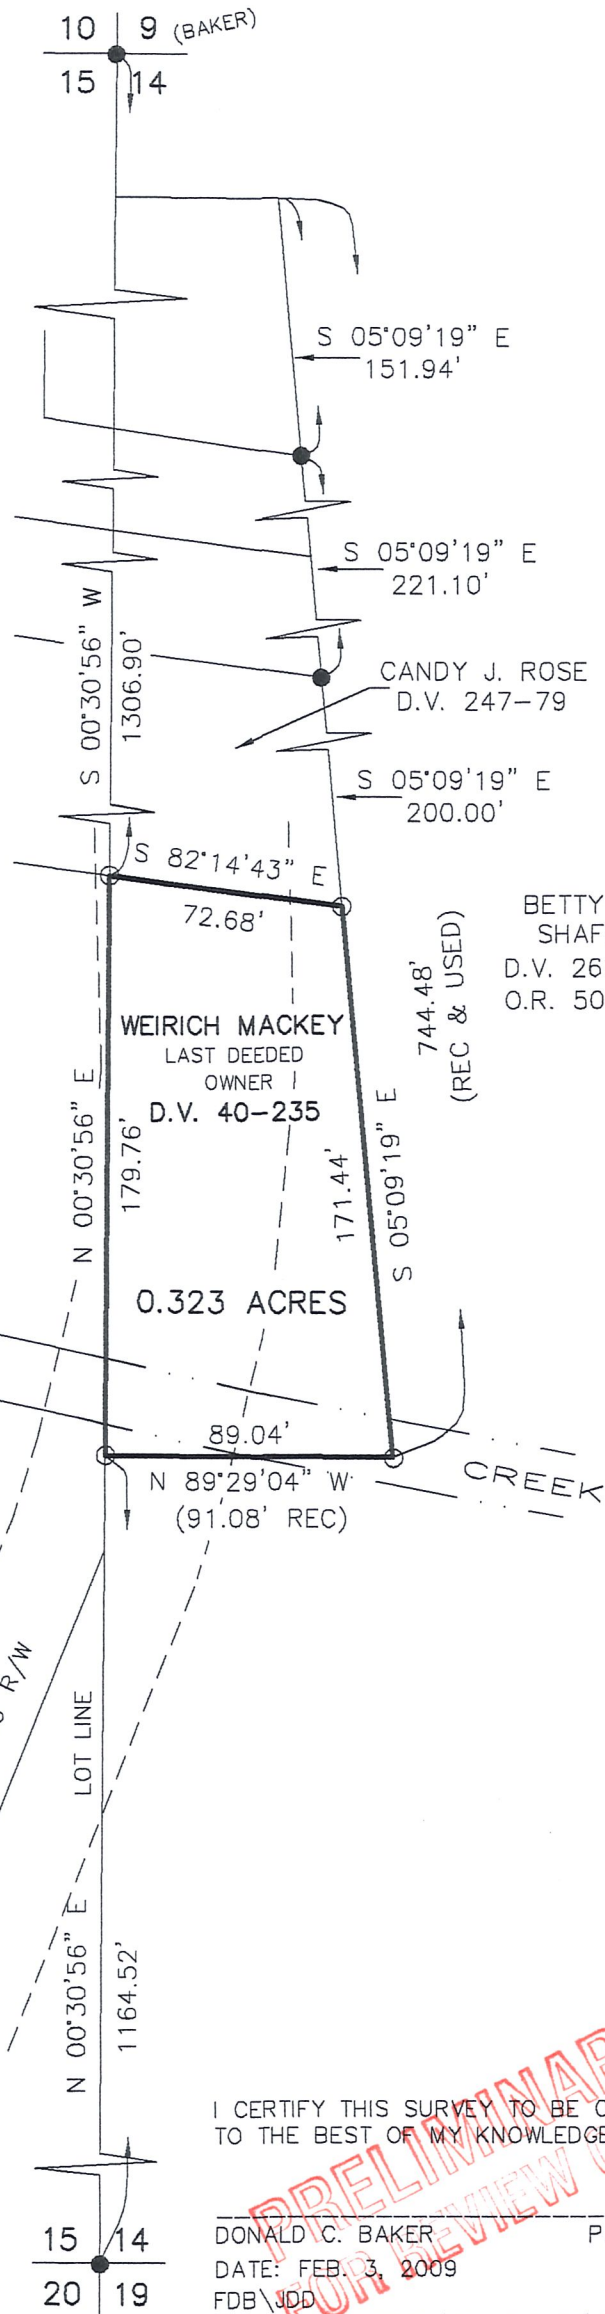 10 9 (BAKER)
15 14
S 05°09'19" E
151.94'
S 05°09'19" E
221.10'
S 00°30'56" W
1306.90'
CANDY J. ROSE
D.V. 247-79
S 05°09'19" E
200.00'
S 82°14'43" E
72.68'
BETTY
SHAF
D.V. 26
O.R. 50
744.48'
(REC & USED)
WEIRICH MACKEY
LAST DEEDED
OWNER
D.V. 40-235
N 00°30'56" E
179.76'
171.44'
S 05°09'19" E
0.323 ACRES
89.04'
N 89°29'04" W
(91.08' REC)
CREEK
R/W
LOT LINE
N 00°30'56" E
1164.52'
I CERTIFY THIS SURVEY TO BE C
TO THE BEST OF MY KNOWLEDGE
PRELIMINAR
FOR REVIEW O
DONALD C. BAKER P
DATE: FEB. 3, 2009
FDB\JDD
15 14
20 19